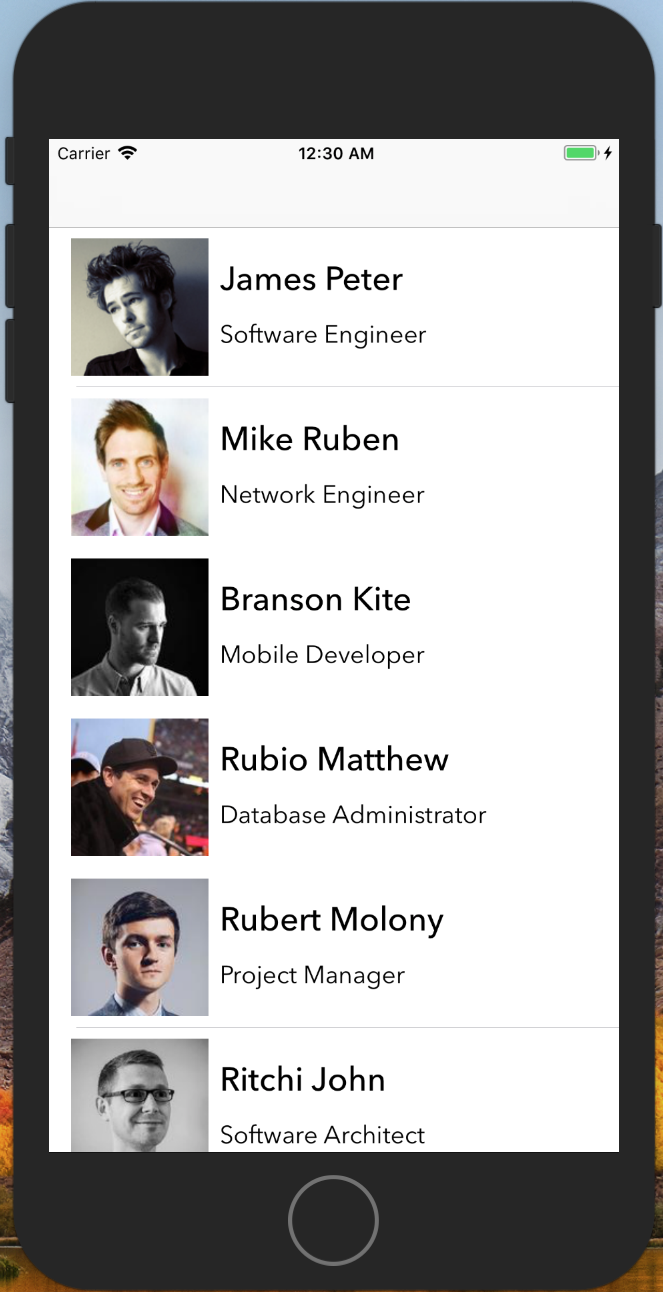 Carrier 12:30 AM
James Peter
Software Engineer
Mike Ruben
Network Engineer
Branson Kite
Mobile Developer
Rubio Matthew
Database Administrator
Rubert Molony
Project Manager
Ritchi John
Software Architect